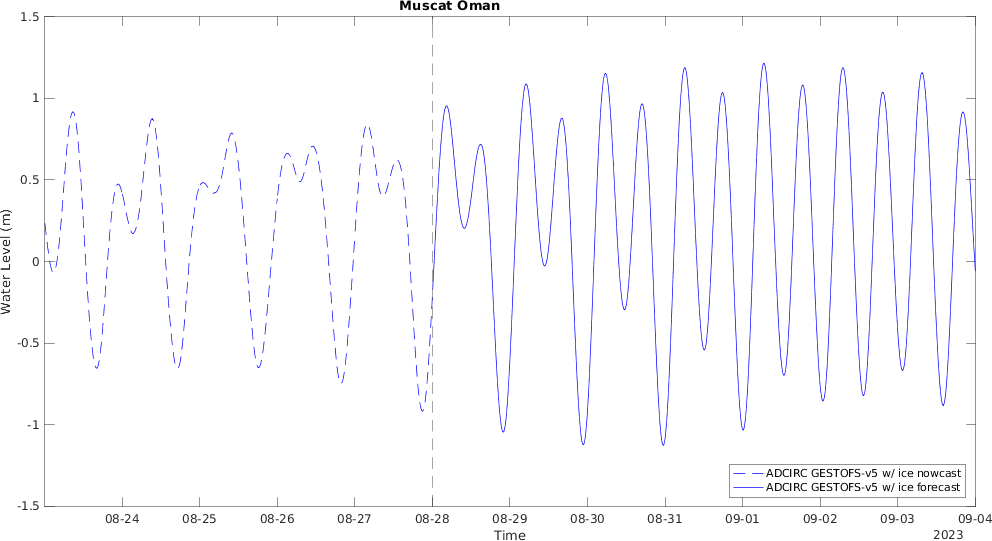 Muscat Oman
1.5
1
0.5
0
-0.5
-1
-1.5
Water Level (m)
ADCIRC GESTOFS-v5 w/ ice nowcast
ADCIRC GESTOFS-v5 w/ ice forecast
08-24 08-25 08-26 08-27 08-28 08-29 08-30 08-31 09-01 09-02 09-03 09-04
Time
2023